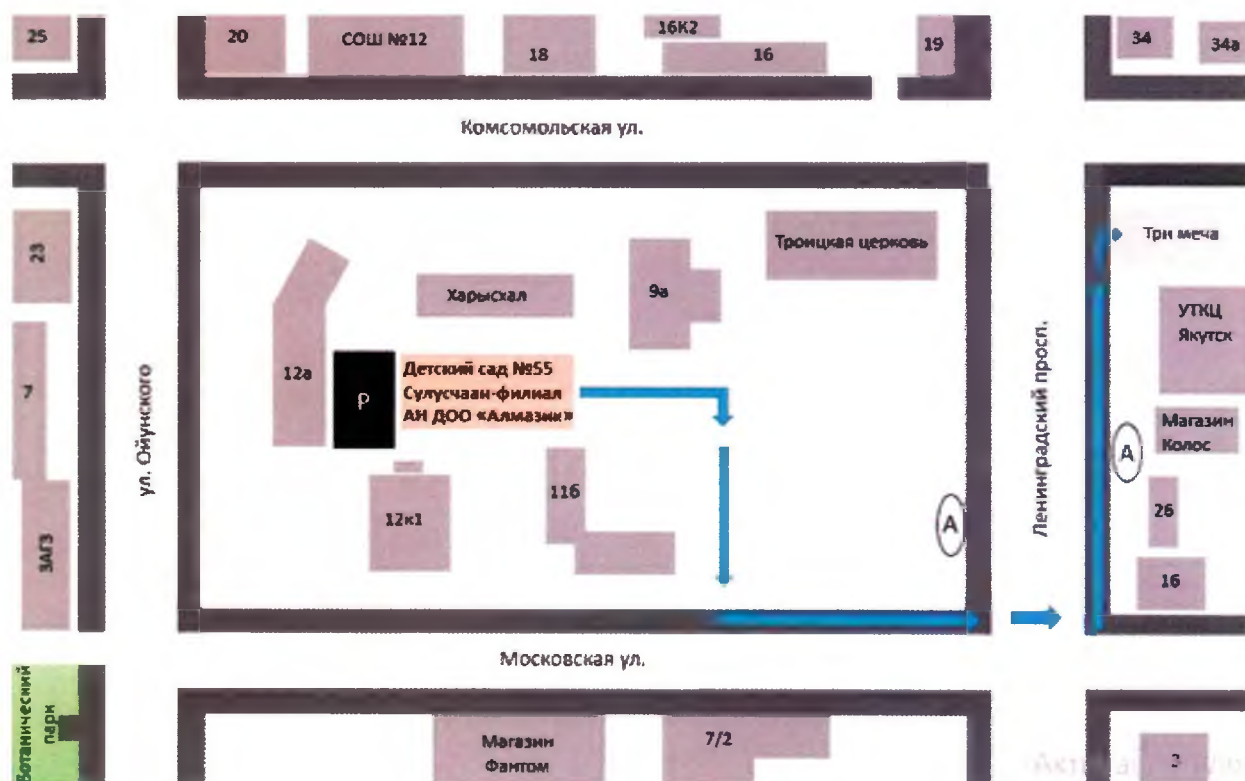 25
20
СОШ №12
18
16К2
16
19
34
34а
Комсомольская ул.
23
Троицкая церковь
Три меча
Харысхал
9а
УТКЦ
Якутск
7
ул. Ойунского
12а
Р
Детский сад №55
Сулусчаан-филиал
АН ДОО «Алмазик»
Ленинградский просп.
Магазин
Колос
А
ЗАГЗ
12к1
11б
А
26
16
Московская ул.
Ботанический
парк
Магазин
Фантом
7/2
3